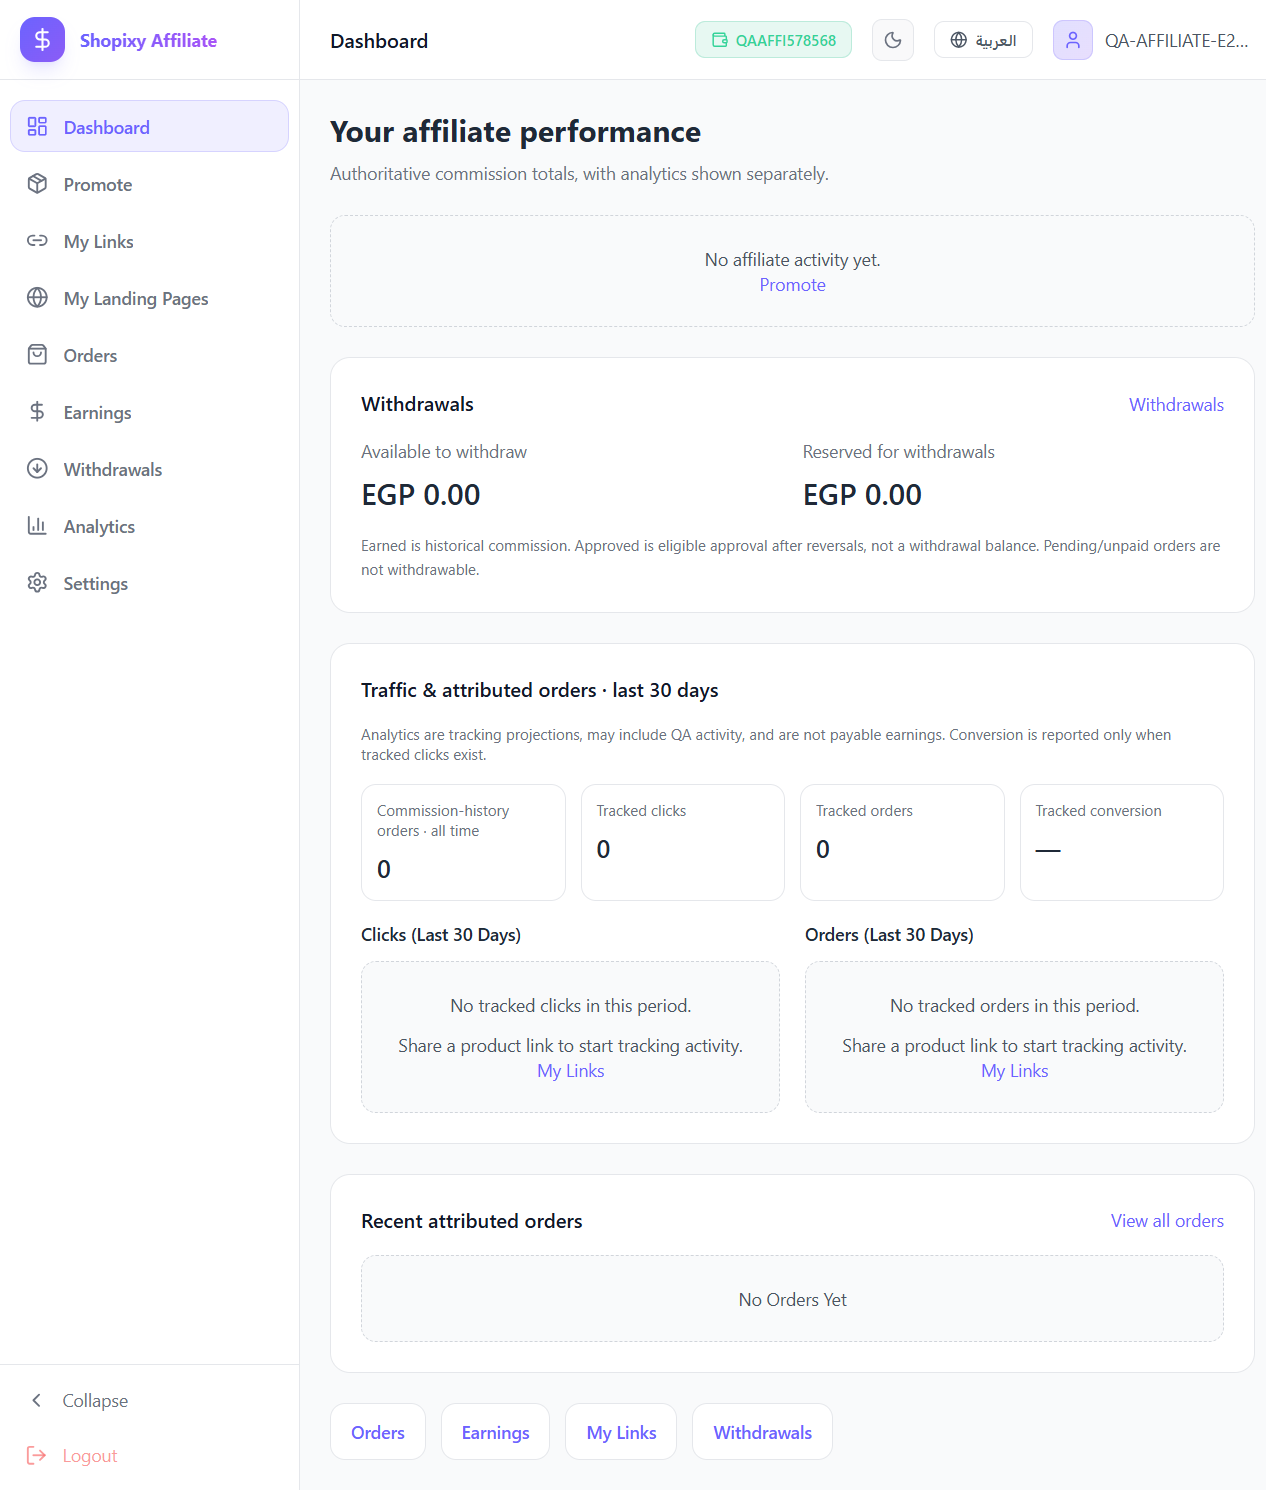 Shopixy Affiliate
Dashboard
QAAFFI578568
العربية
QA-AFFILIATE-E2...
Dashboard
Promote
My Links
My Landing Pages
Orders
Earnings
Withdrawals
Analytics
Settings
Collapse
Logout
Your affiliate performance
Authoritative commission totals, with analytics shown separately.
No affiliate activity yet.
Promote
Withdrawals
Withdrawals
Available to withdraw
EGP 0.00
Reserved for withdrawals
EGP 0.00
Earned is historical commission. Approved is eligible approval after reversals, not a withdrawal balance. Pending/unpaid orders are
not withdrawable.
Traffic & attributed orders · last 30 days
Analytics are tracking projections, may include QA activity, and are not payable earnings. Conversion is reported only when
tracked clicks exist.
Commission-history
orders · all time
0
Tracked clicks
0
Tracked orders
0
Tracked conversion
—
Clicks (Last 30 Days)
No tracked clicks in this period.
Share a product link to start tracking activity.
My Links
Orders (Last 30 Days)
No tracked orders in this period.
Share a product link to start tracking activity.
My Links
Recent attributed orders
View all orders
No Orders Yet
Orders
Earnings
My Links
Withdrawals